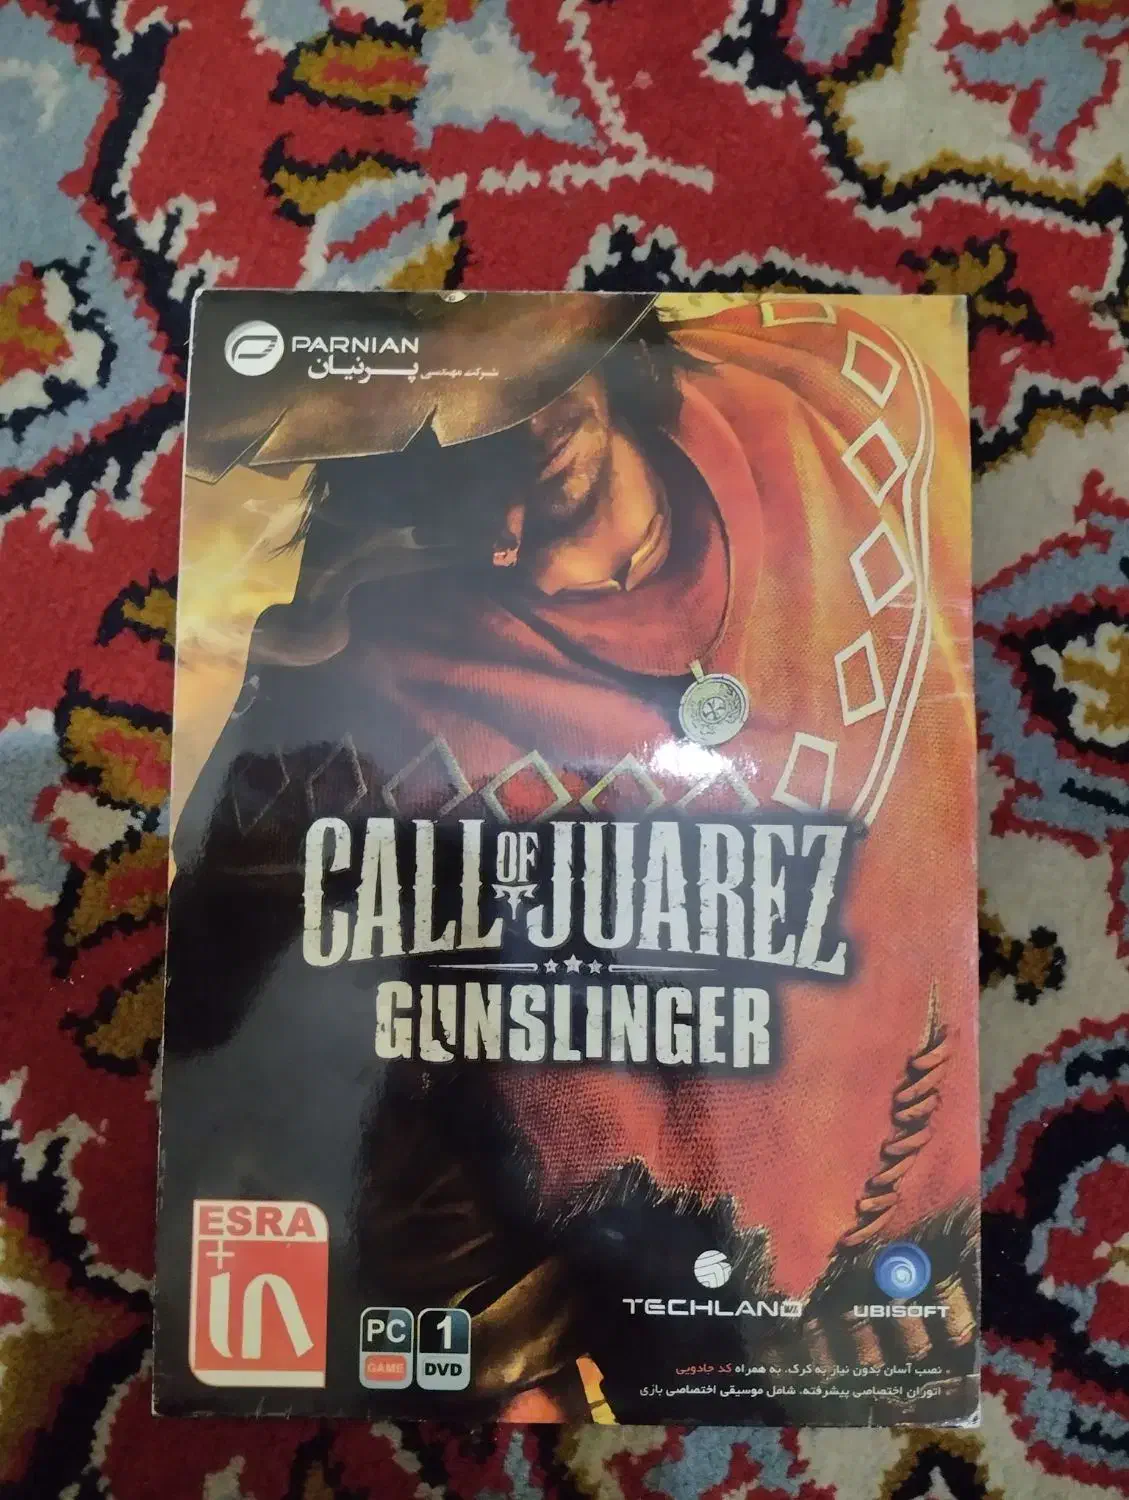 PARNIAN
شرکت مهندسی پرنیان
CALL OF JUAREZ
GUNSLINGER
ESRA
+۱۸
PC
GAME
1
DVD
TECHLAND
UBISOFT
نصب آسان بدون نیاز به کرک. به همراه کد جادویی
اتوران اختصاصی پیشرفته. شامل موسیقی اختصاصی بازی